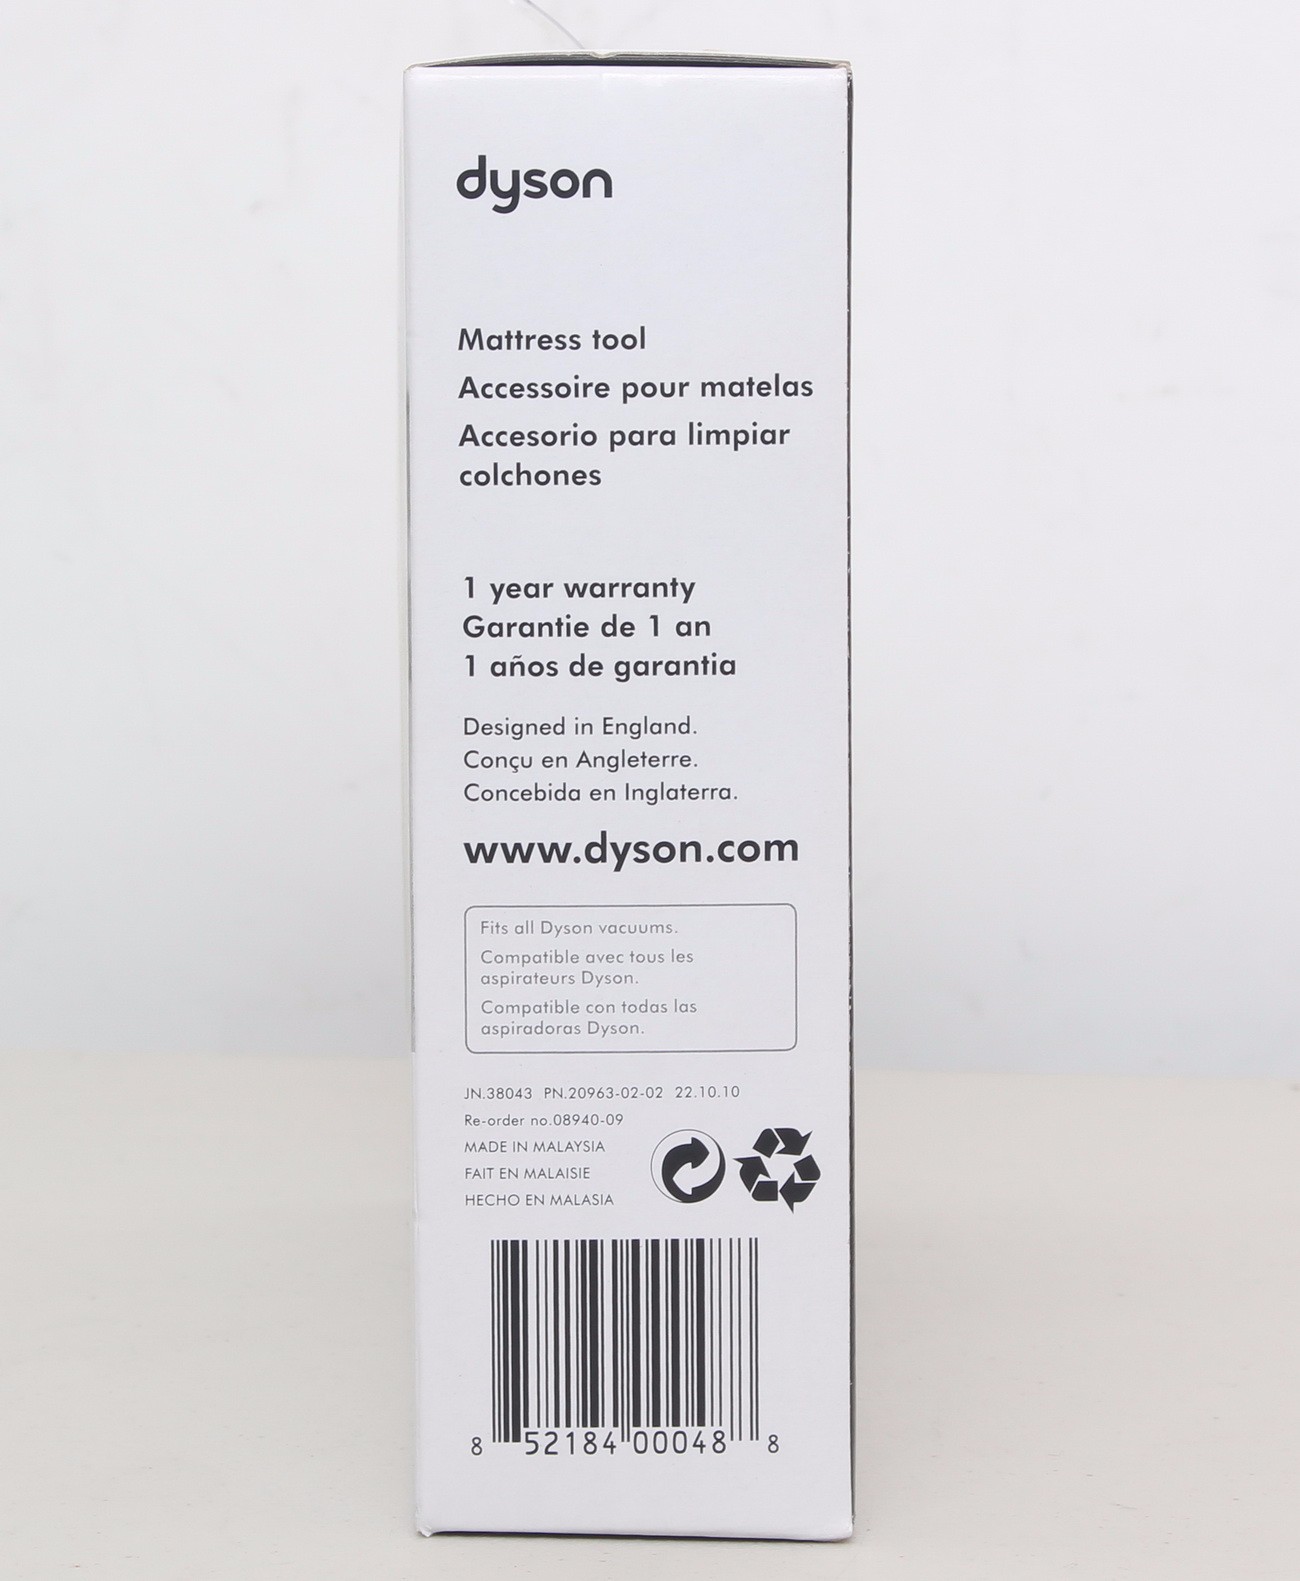 dyson
Mattress tool
Accessoire pour matelas
Accesorio para limpiar
colchones
1 year warranty
Garantie de 1 an
1 años de garantia
Designed in England.
Conçu en Angleterre.
Concebida en Inglaterra.
www.dyson.com
Fits all Dyson vacuums.
Compatible avec tous les
aspirateurs Dyson.
Compatible con todas las
aspiradoras Dyson.
JN.38043 PN.20963-02-02 22.10.10
Re-order no.08940-09
MADE IN MALAYSIA
FAIT EN MALAISIE
HECHO EN MALASIA
8 52184 00048 8